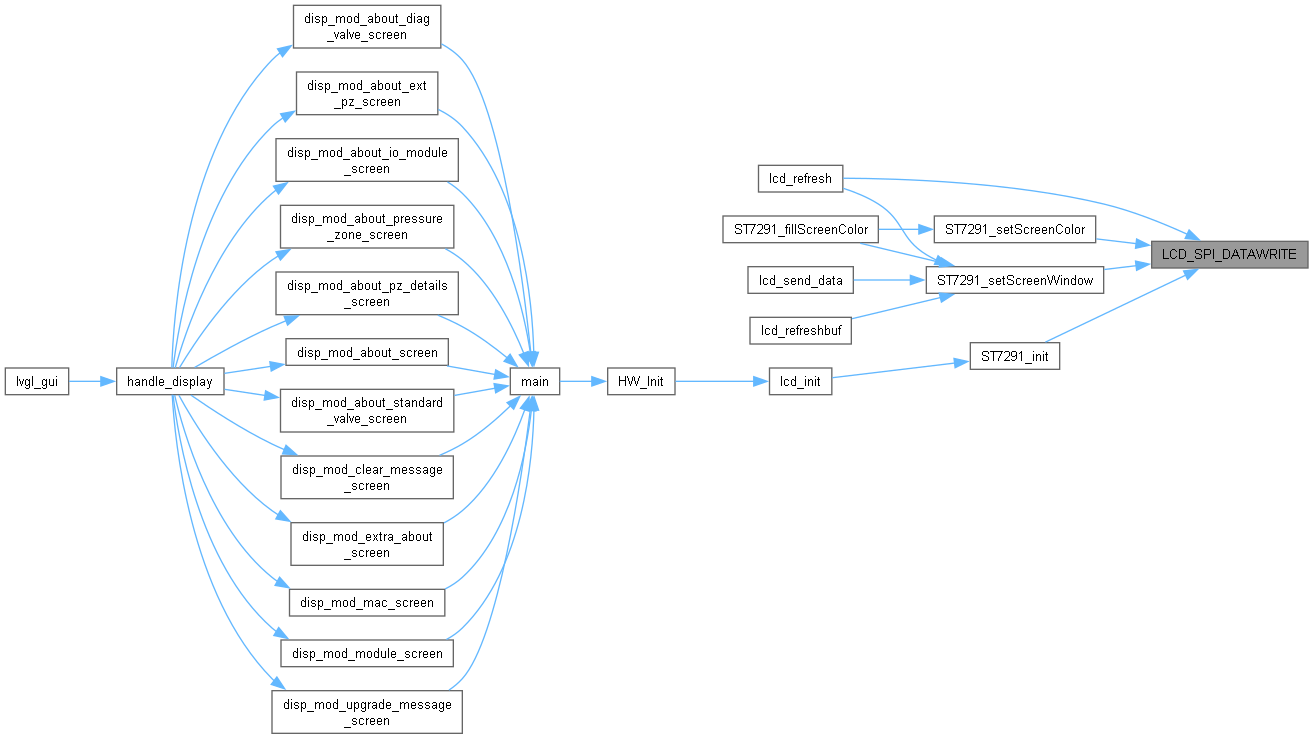 disp_mod_about_diag
_valve_screen
disp_mod_about_ext
_pz_screen
disp_mod_about_io_module
_screen
disp_mod_about_pressure
_zone_screen
disp_mod_about_pz_details
_screen
disp_mod_about_screen
disp_mod_about_standard
_valve_screen
disp_mod_clear_message
_screen
disp_mod_extra_about
_screen
disp_mod_mac_screen
disp_mod_module_screen
disp_mod_upgrade_message
_screen
lvgl_gui
handle_display
main
HW_Init
lcd_init
lcd_refresh
ST7291_fillScreenColor
lcd_send_data
lcd_refreshbuf
ST7291_setScreenColor
ST7291_setScreenWindow
ST7291_init
LCD_SPI_DATAWRITE